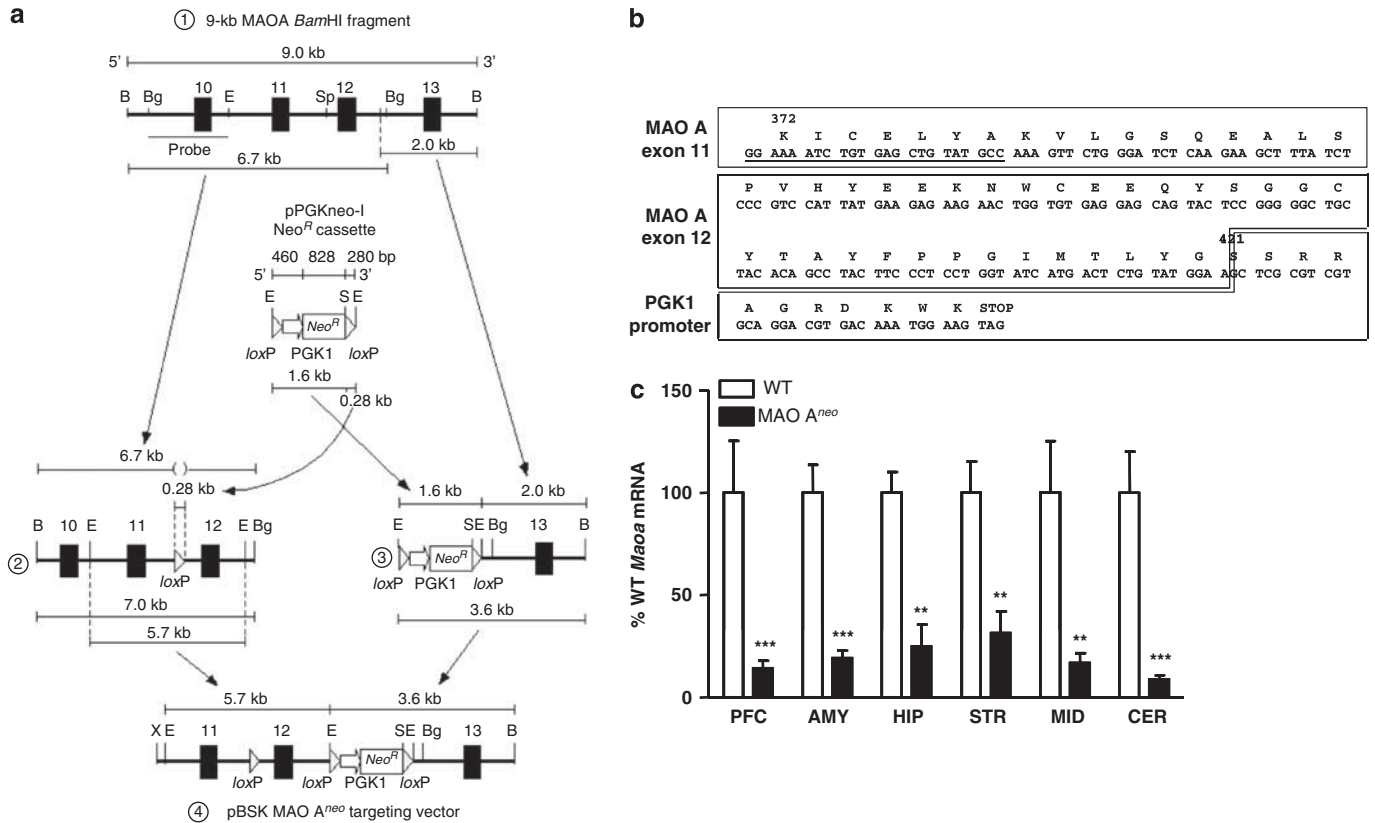 a
① 9-kb MAOA BamHI fragment
5' 9.0 kb 3'
10 11 12 13
B Bg E Sp Bg B
Probe
2.0 kb
6.7 kb
pPGKneo-I
Neo^R cassette
460 828 280 bp
5' 3'
E S E
Neo^R
loxP PGK1 loxP
1.6 kb
0.28 kb
6.7 kb
( )
0.28 kb
B 10 E 11 12 E Bg
②
loxP
7.0 kb
5.7 kb
1.6 kb 2.0 kb
E SE Bg 13 B
③
Neo^R
loxP PGK1 loxP
3.6 kb
5.7 kb 3.6 kb
X E 11 12 E SE Bg 13 B
Neo^R
loxP loxP PGK1 loxP
④ pBSK MAO A^neo targeting vector
b
MAO A
exon 11
372
K I C E L Y A K V L G S Q E A L S
GG AAA ATC TGT GAG CTG TAT GCC AAA GTT CTG GGA TCT CAA GAA GCT TTA TCT
MAO A
exon 12
P V H Y E E K N W C E E Q Y S G G C
CCC GTC CAT TAT GAA GAG AAG AAC TGG TGT GAG GAG CAG TAC TCC GGG GGC TGC
421
Y T A Y F P P G I M T L Y G S S R R
TAC ACA GCC TAC TTC CCT CCT GGT ATC ATG ACT CTG TAT GGA AGC TCG CGT CGT
PGK1
promoter
A G R D K W K STOP
GCA GGA CGT GAC AAA TGG AAG TAG
c
% WT Maoa mRNA
150
100
50
0
WT
MAO A^neo
*** *** ** ** ** ***
PFC AMY HIP STR MID CER